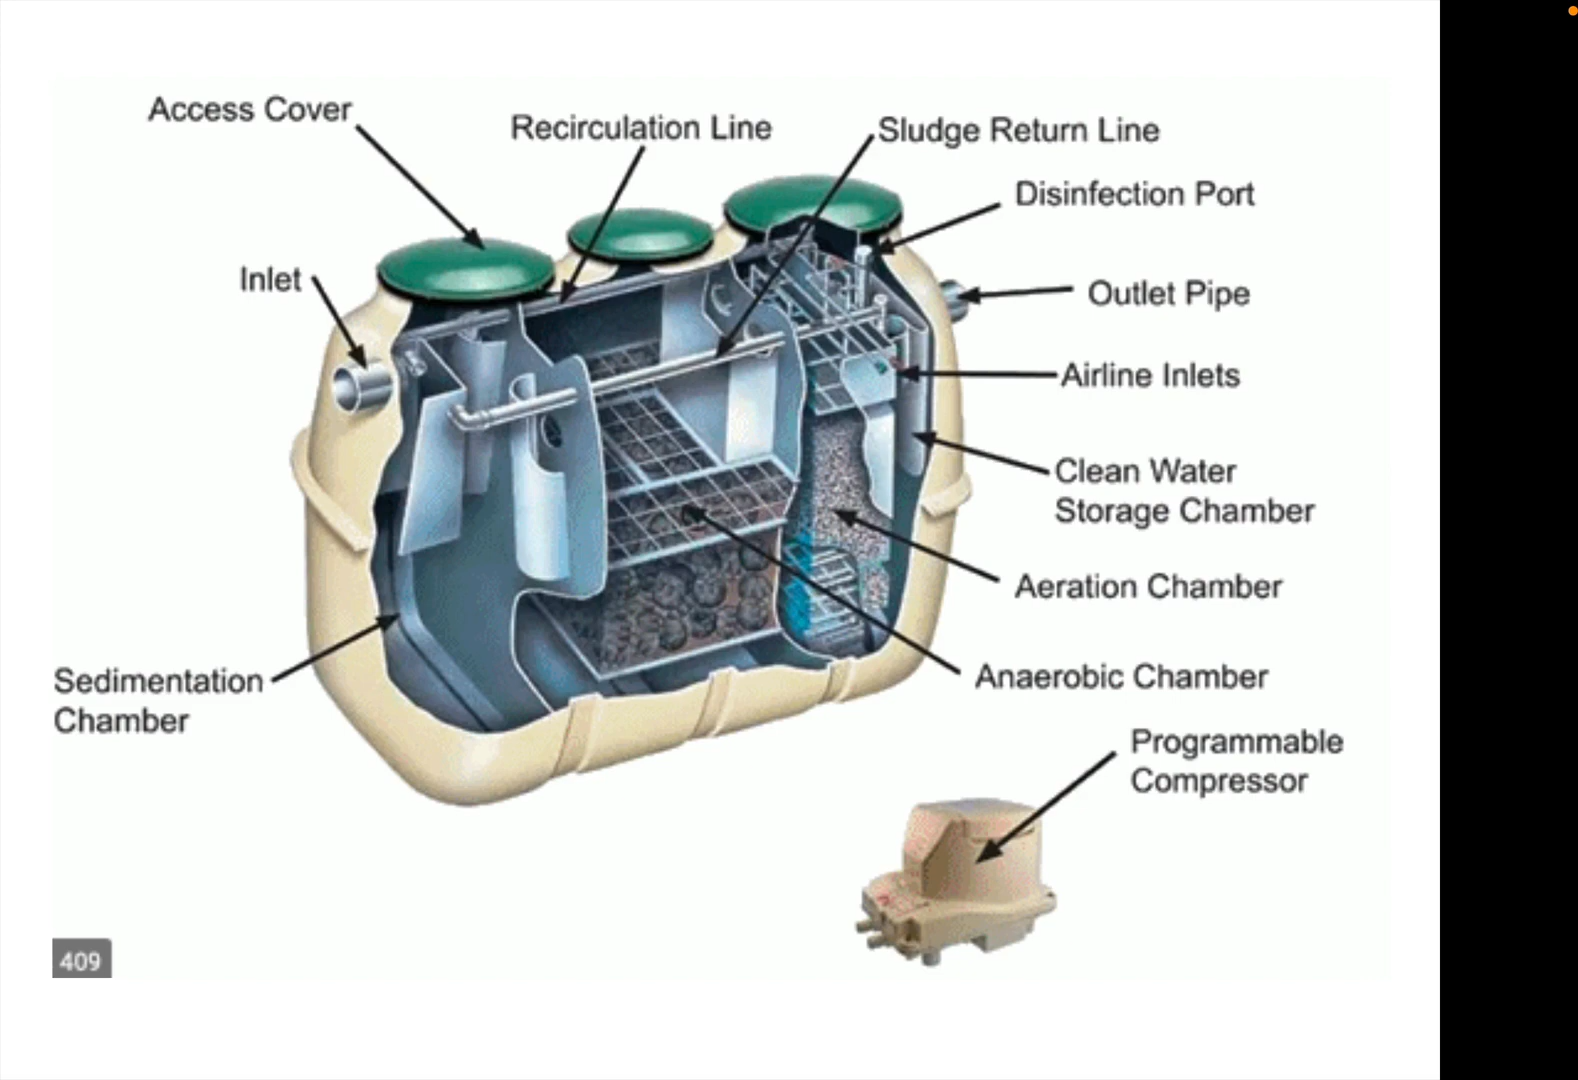 Access Cover
Recirculation Line
Sludge Return Line
Disinfection Port
Inlet
Outlet Pipe
Airline Inlets
Clean Water
Storage Chamber
Aeration Chamber
Sedimentation
Chamber
Anaerobic Chamber
Programmable
Compressor
409